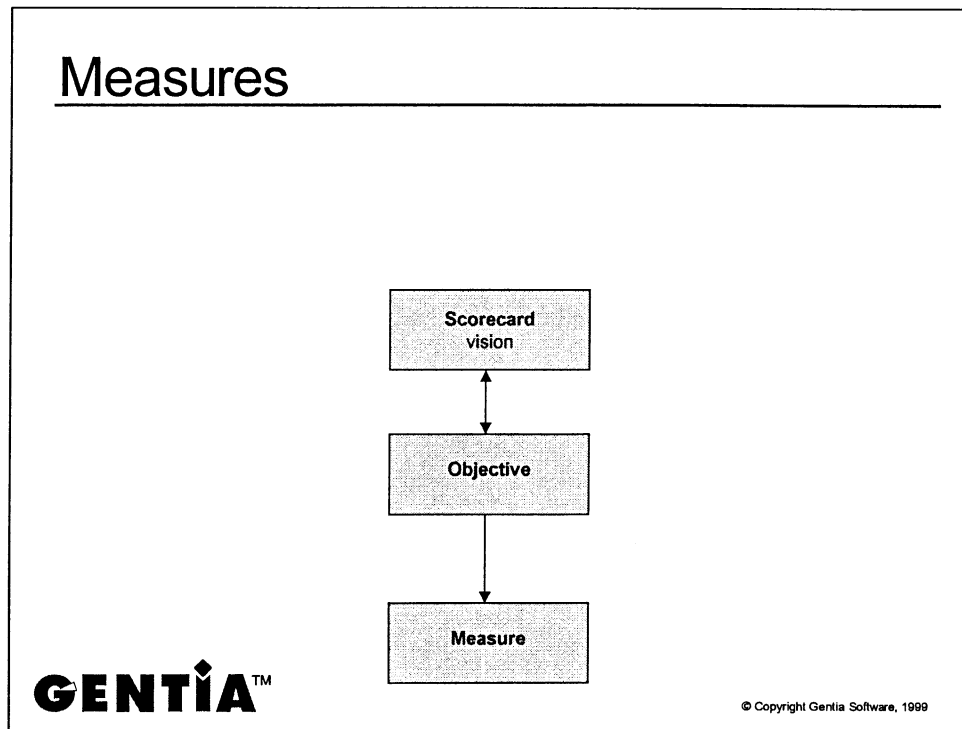 Measures
Scorecard
vision
Objective
Measure
GENTIA™
© Copyright Gentia Software, 1999